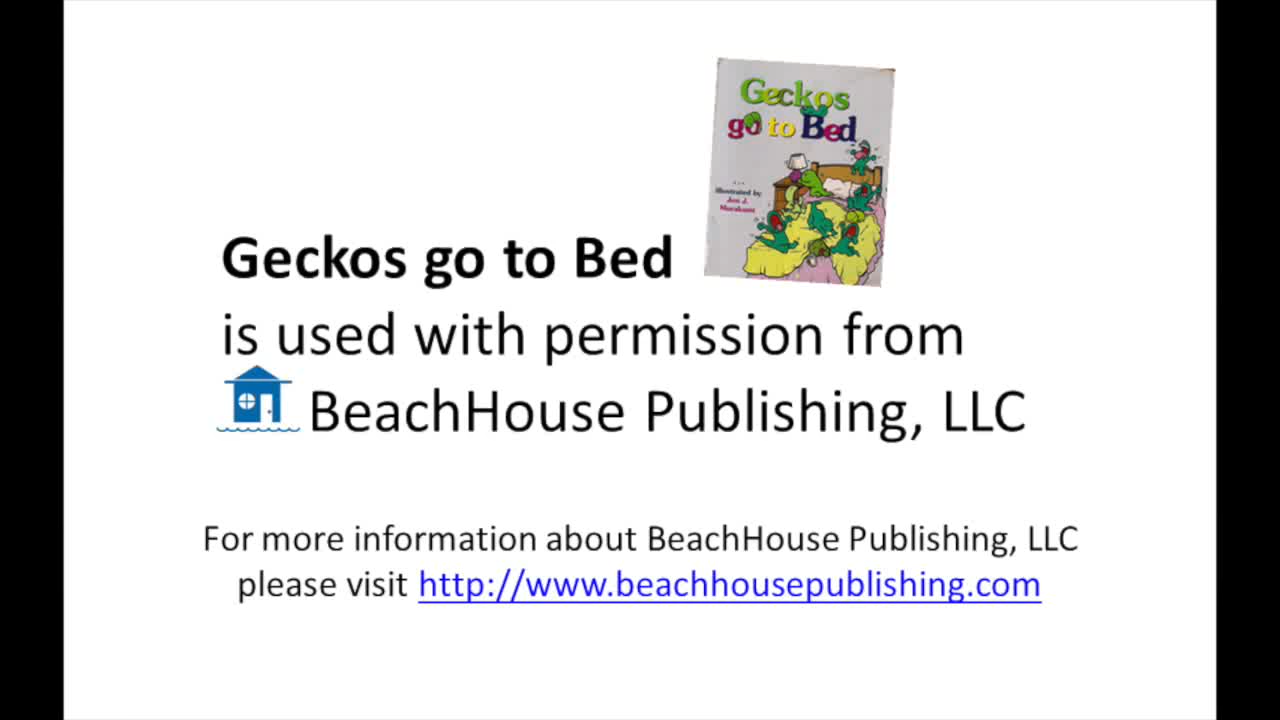 Geckos
go to Bed
illustrated by
Jon J.
Murakami
Geckos go to Bed
is used with permission from
BeachHouse Publishing, LLC
For more information about BeachHouse Publishing, LLC
please visit http://www.beachhousepublishing.com